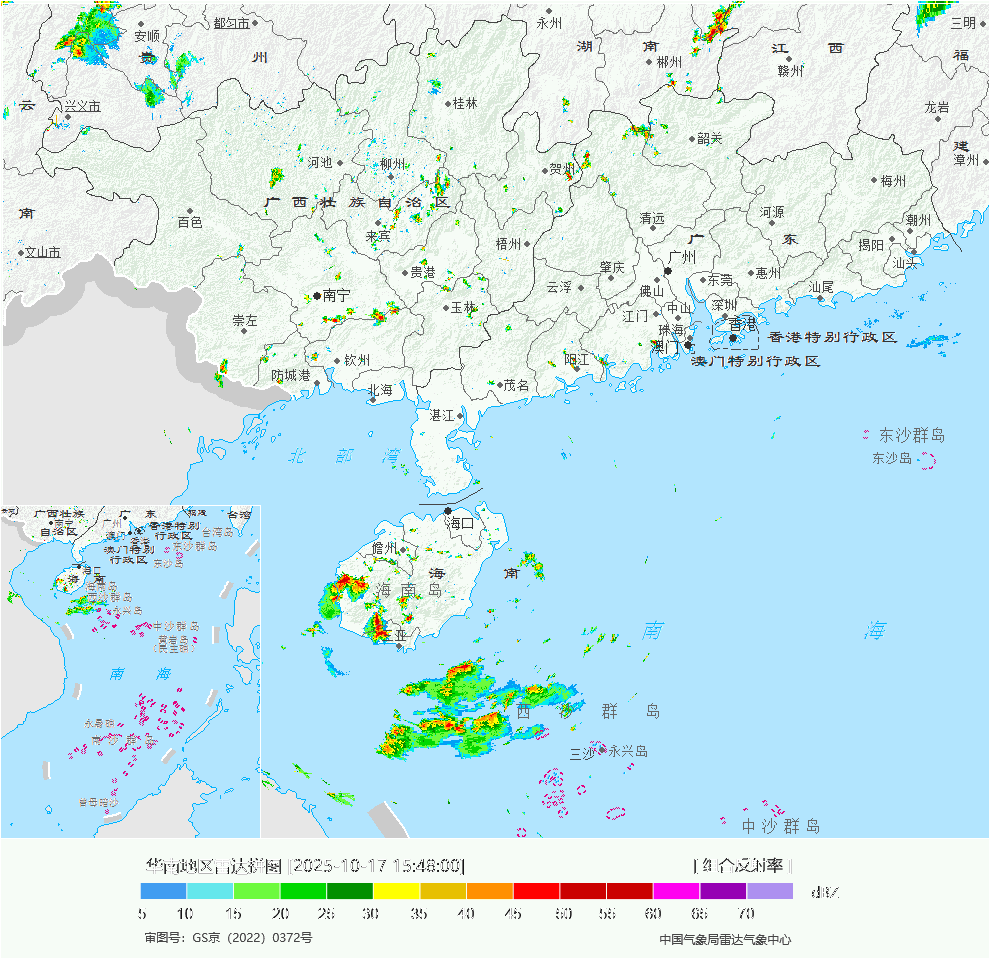 永州
三明
安顺
都匀市
湖 南
江 西
贵 州
郴州
赣州
福
云
兴义市
桂林
龙岩
韶关
建
河池
柳州
贺州
漳州
梅州
广 西 壮 族 自 治 区
南
百色
来宾
清远
河源
潮州
梧州
广 东
揭阳
文山市
广州
汕头
贵港
肇庆
惠州
东莞
云浮
佛山
汕尾
南宁
玉林
中山
深圳
江门
崇左
珠海
香港
香港特别行政区
澳门
澳门特别行政区
钦州
阳江
防城港
北海
茂名
湛江
东沙群岛
北 部 湾
东沙岛
海口
儋州
海 南
海 南 岛
三亚
南 海
西 沙 群 岛
三沙
永兴岛
中沙群岛
广西壮族
自治区
广 东
福建
台湾
南宁
广州
香港特别
行政区
台湾岛
澳门特别
行政区
东沙群岛
东沙岛
海口
海 南
海南岛
西沙群岛
永兴岛
中沙群岛
黄岩岛
(民主礁)
南 海
永暑礁
南沙群岛
曾母暗沙
华南地区雷达拼图 [2025-10-17 15:48:00]
[ 组合反射率 ]
dBZ
5 10 15 20 25 30 35 40 45 50 55 60 65 70
审图号：GS京（2022）0372号
中国气象局雷达气象中心